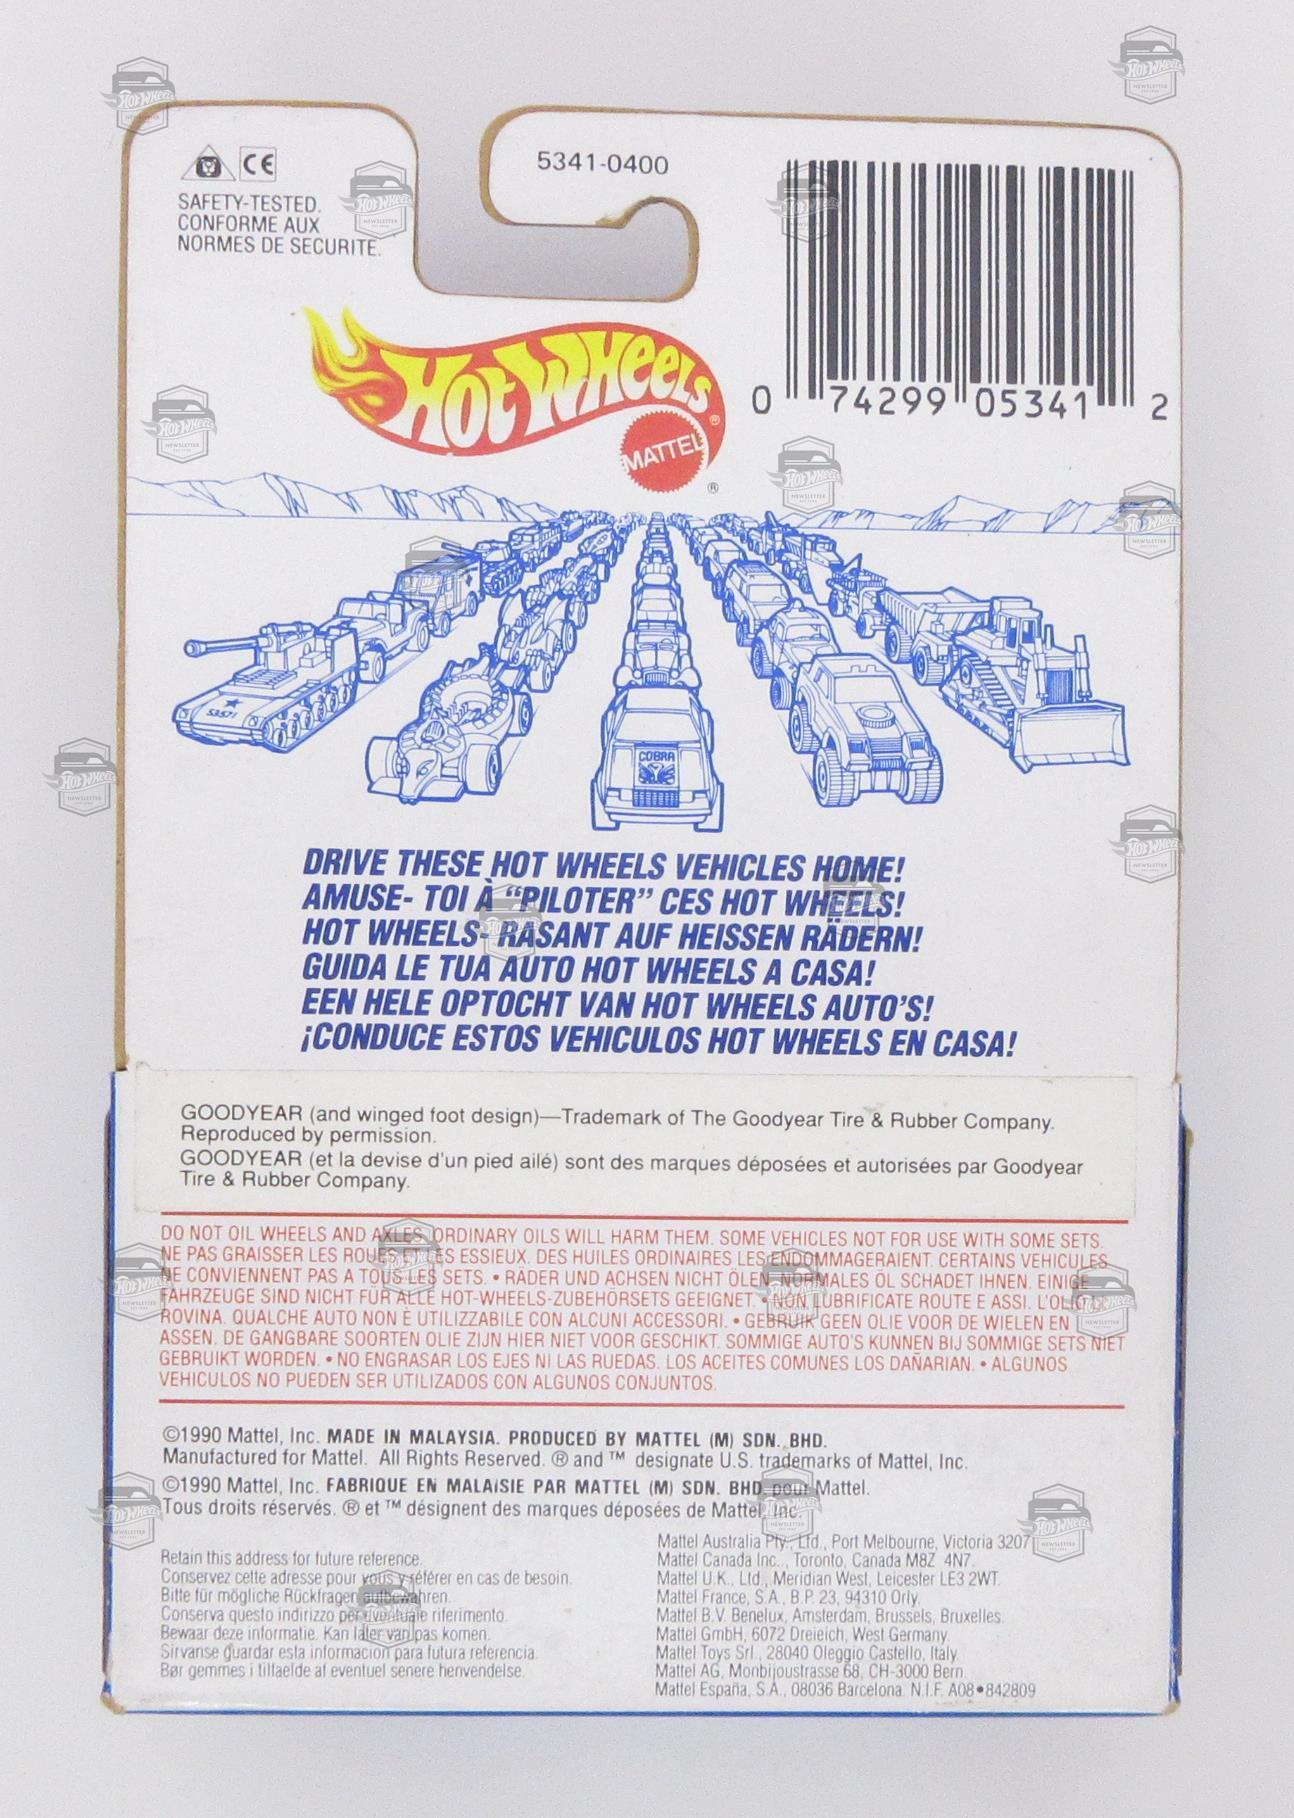 5341-0400
CE
SAFETY-TESTED.
CONFORME AUX
NORMES DE SECURITE.
HOT WHEELS®
MATTEL
®
0 74299 05341 2
53571
COBRA
DRIVE THESE HOT WHEELS VEHICLES HOME!
AMUSE- TOI À “PILOTER” CES HOT WHEELS!
HOT WHEELS- RASANT AUF HEISSEN RÄDERN!
GUIDA LE TUA AUTO HOT WHEELS A CASA!
EEN HELE OPTOCHT VAN HOT WHEELS AUTO'S!
¡CONDUCE ESTOS VEHICULOS HOT WHEELS EN CASA!
GOODYEAR (and winged foot design)—Trademark of The Goodyear Tire & Rubber Company.
Reproduced by permission.
GOODYEAR (et la devise d'un pied ailé) sont des marques déposées et autorisées par Goodyear
Tire & Rubber Company.
DO NOT OIL WHEELS AND AXLES. ORDINARY OILS WILL HARM THEM. SOME VEHICLES NOT FOR USE WITH SOME SETS.
NE PAS GRAISSER LES ROUES ET LES ESSIEUX. DES HUILES ORDINAIRES LES ENDOMMAGERAIENT. CERTAINS VEHICULES
NE CONVIENNENT PAS A TOUS LES SETS. • RÄDER UND ACHSEN NICHT ÖLEN. NORMALES ÖL SCHADET IHNEN. EINIGE
FAHRZEUGE SIND NICHT FÜR ALLE HOT-WHEELS-ZUBEHÖRSETS GEEIGNET. • NON LUBRIFICATE ROUTE E ASSI. L'OLIO
ROVINA. QUALCHE AUTO NON È UTILIZZABILE CON ALCUNI ACCESSORI. • GEBRUIK GEEN OLIE VOOR DE WIELEN EN
ASSEN. DE GANGBARE SOORTEN OLIE ZIJN HIER NIET VOOR GESCHIKT. SOMMIGE AUTO'S KUNNEN BIJ SOMMIGE SETS NIET
GEBRUIKT WORDEN. • NO ENGRASAR LOS EJES NI LAS RUEDAS. LOS ACEITES COMUNES LOS DAÑARIAN. • ALGUNOS
VEHICULOS NO PUEDEN SER UTILIZADOS CON ALGUNOS CONJUNTOS.
©1990 Mattel, Inc. MADE IN MALAYSIA. PRODUCED BY MATTEL (M) SDN. BHD.
Manufactured for Mattel. All Rights Reserved. ® and ™ designate U.S. trademarks of Mattel, Inc.
©1990 Mattel, Inc. FABRIQUE EN MALAISIE PAR MATTEL (M) SDN. BHD pour Mattel.
Tous droits réservés. ® et ™ désignent des marques déposées de Mattel, Inc.
Retain this address for future reference.
Conservez cette adresse pour vous y référer en cas de besoin.
Bitte für mögliche Rückfragen aufbewahren.
Conserva questo indirizzo per eventuale riferimento.
Bewaar deze informatie. Kan later van pas komen.
Sirvanse guardar esta informacion para futura referencia.
Bør gemmes i tilfaelde af eventuel senere henvendelse.
Mattel Australia Pty., Ltd., Port Melbourne, Victoria 3207.
Mattel Canada Inc., Toronto, Canada M8Z 4N7.
Mattel U.K., Ltd., Meridian West, Leicester LE3 2WT.
Mattel France, S.A., B.P. 23, 94310 Orly.
Mattel B.V. Benelux, Amsterdam, Brussels, Bruxelles.
Mattel GmbH, 6072 Dreieich, West Germany.
Mattel Toys Srl., 28040 Oleggio Castello, Italy.
Mattel AG, Monbijoustrasse 68, CH-3000 Bern.
Mattel España, S.A., 08036 Barcelona. N.I.F. A08•842809